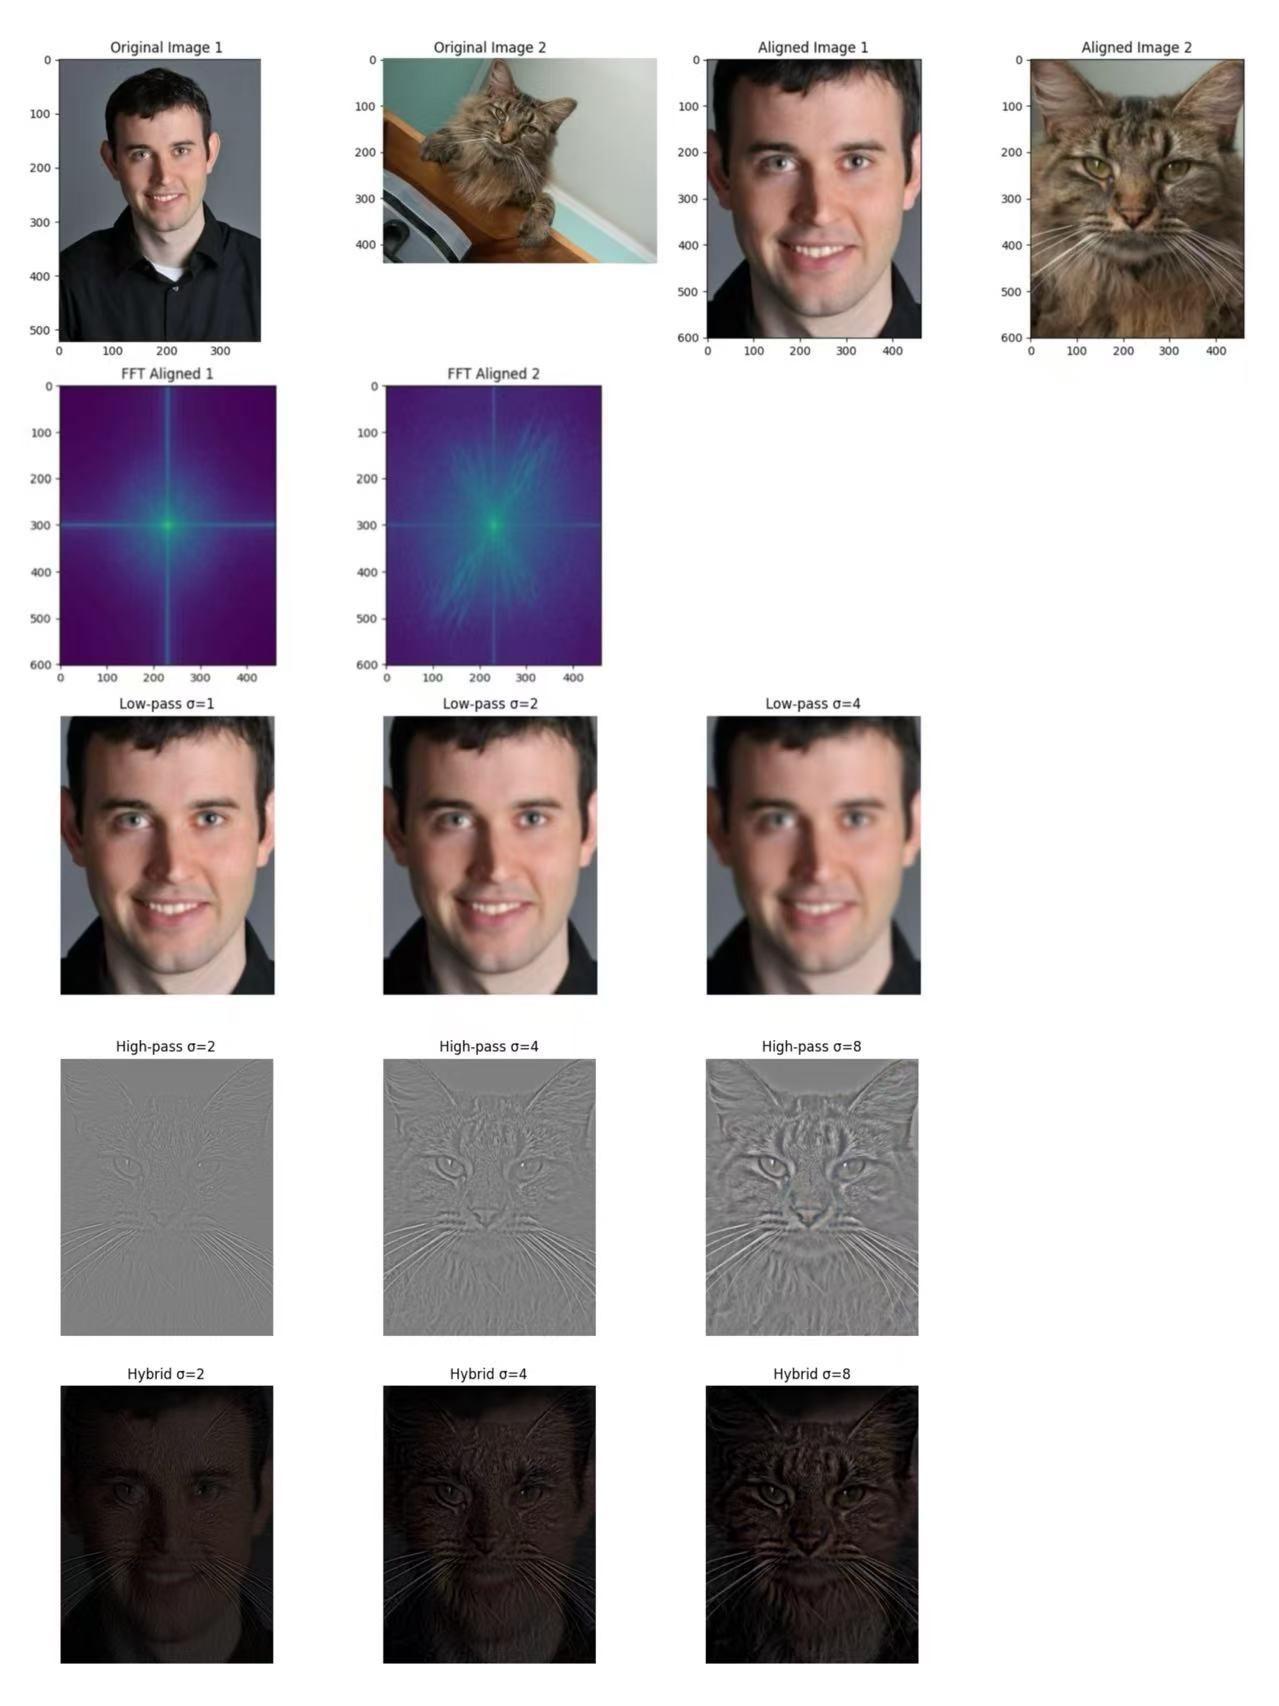 Original Image 1
0
100
200
300
400
500
0 100 200 300
Original Image 2
0
100
200
300
400
Aligned Image 1
0
100
200
300
400
500
600
0 100 200 300 400
Aligned Image 2
0
100
200
300
400
500
600
0 100 200 300 400
FFT Aligned 1
0
100
200
300
400
500
600
0 100 200 300 400
FFT Aligned 2
0
100
200
300
400
500
600
0 100 200 300 400
Low-pass σ=1
Low-pass σ=2
Low-pass σ=4
High-pass σ=2
High-pass σ=4
High-pass σ=8
Hybrid σ=2
Hybrid σ=4
Hybrid σ=8